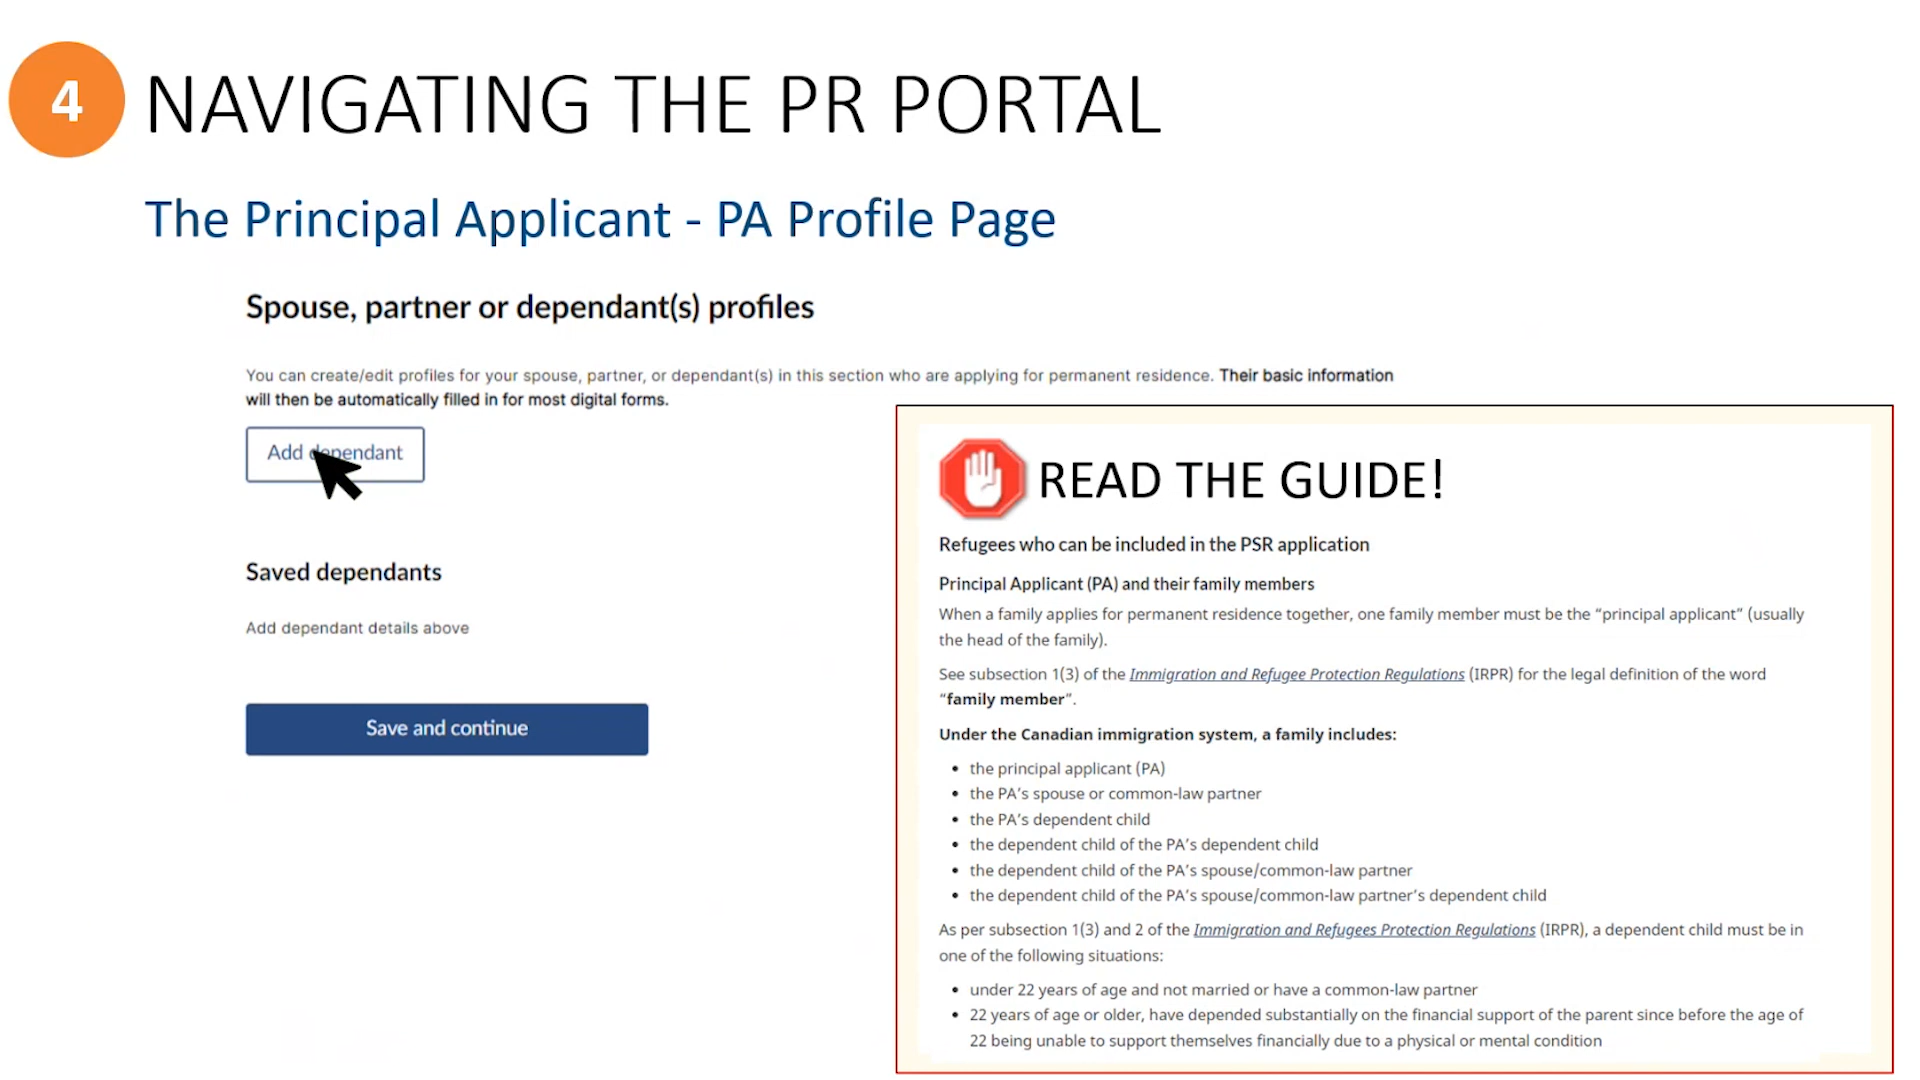 4
NAVIGATING THE PR PORTAL
The Principal Applicant - PA Profile Page
Spouse, partner or dependant(s) profiles
You can create/edit profiles for your spouse, partner, or dependant(s) in this section who are applying for permanent residence. Their basic information
will then be automatically filled in for most digital forms.
Add dependant
Saved dependants
Add dependant details above
Save and continue
READ THE GUIDE!
Refugees who can be included in the PSR application
Principal Applicant (PA) and their family members
When a family applies for permanent residence together, one family member must be the “principal applicant” (usually
the head of the family).
See subsection 1(3) of the Immigration and Refugee Protection Regulations (IRPR) for the legal definition of the word
“family member”.
Under the Canadian immigration system, a family includes:
• the principal applicant (PA)
• the PA’s spouse or common-law partner
• the PA’s dependent child
• the dependent child of the PA’s dependent child
• the dependent child of the PA’s spouse/common-law partner
• the dependent child of the PA’s spouse/common-law partner’s dependent child
As per subsection 1(3) and 2 of the Immigration and Refugees Protection Regulations (IRPR), a dependent child must be in
one of the following situations:
• under 22 years of age and not married or have a common-law partner
• 22 years of age or older, have depended substantially on the financial support of the parent since before the age of
22 being unable to support themselves financially due to a physical or mental condition